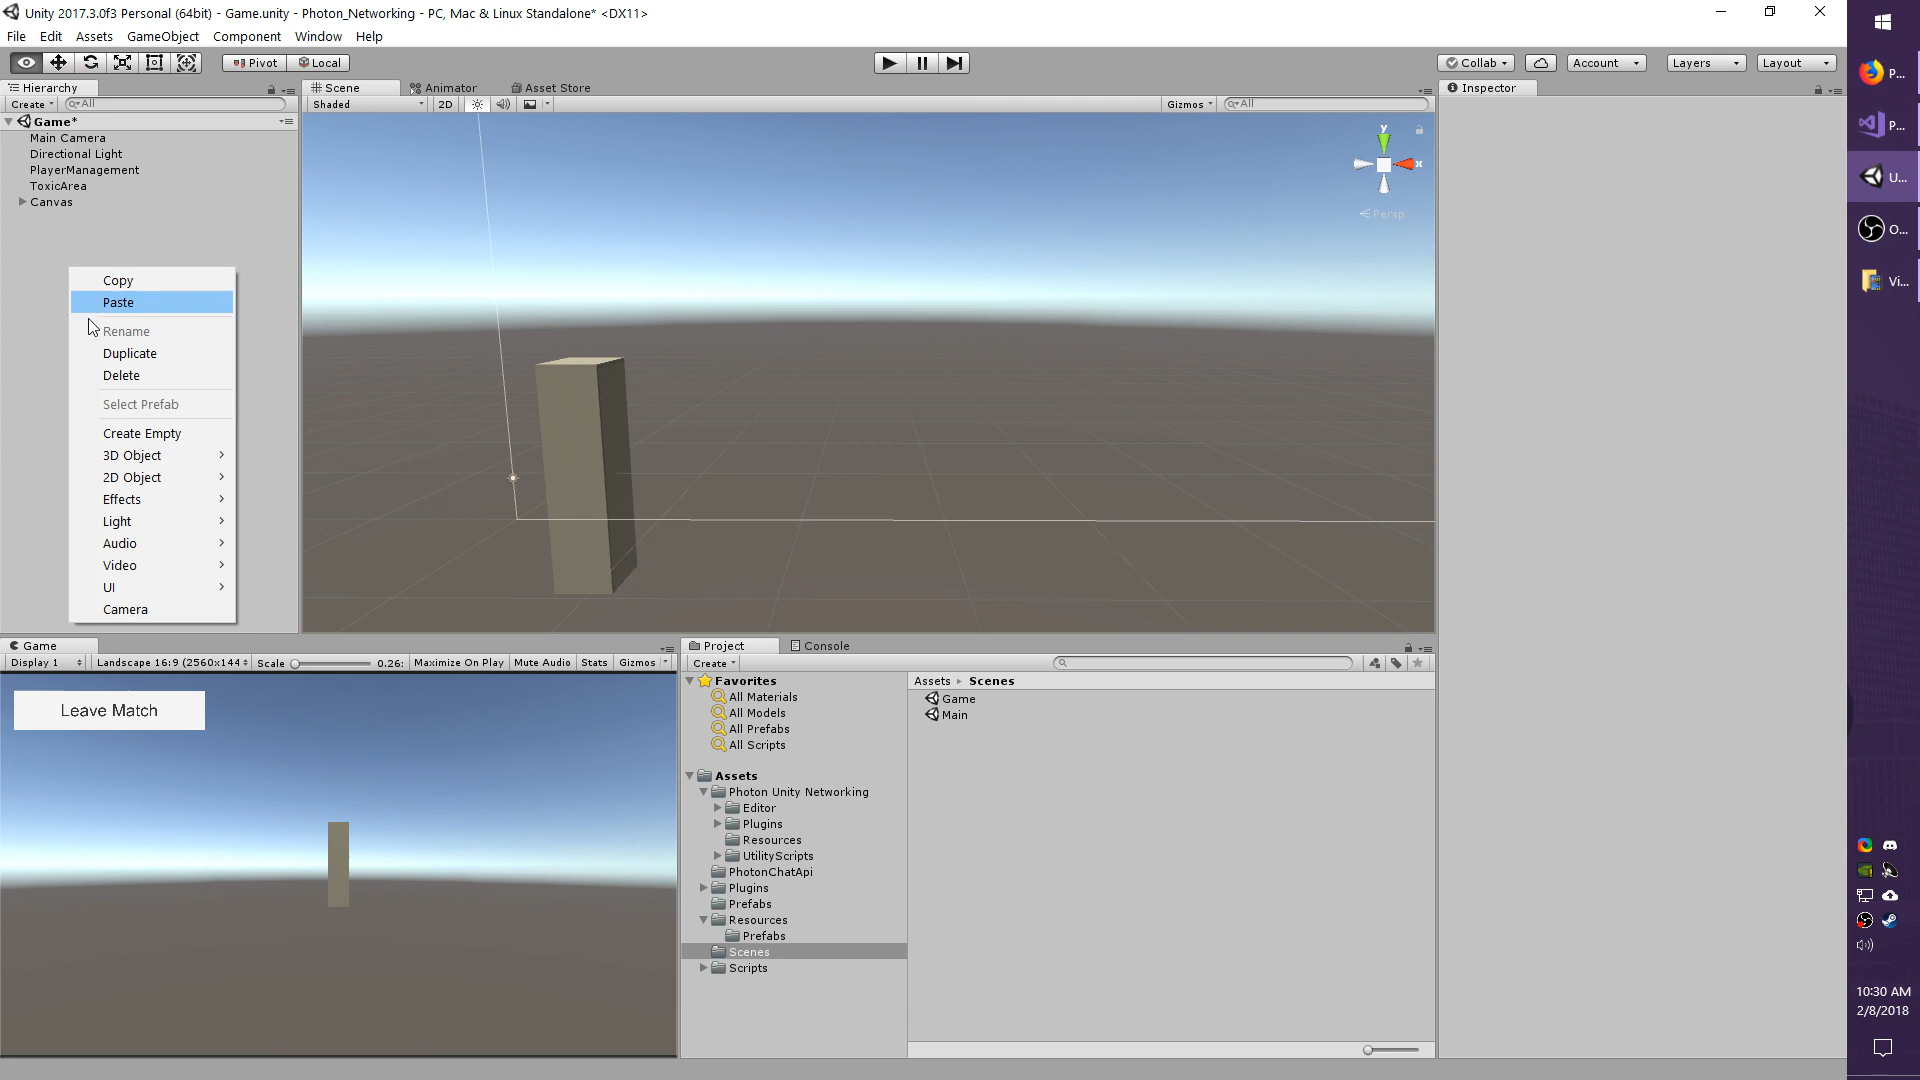 Unity 2017.3.0f3 Personal (64bit) - Game.unity - Photon_Networking - PC, Mac & Linux Standalone* <DX11>
File Edit Assets GameObject Component Window Help
Pivot Local Collab Account Layers Layout
Hierarchy
Create All
Game*
Main Camera
Directional Light
PlayerManagement
ToxicArea
Canvas
Copy
Paste
Rename
Duplicate
Delete
Select Prefab
Create Empty
3D Object
2D Object
Effects
Light
Audio
Video
UI
Camera
Scene Animator Asset Store
Shaded 2D Gizmos All
y
x
Persp
Inspector
Game
Display 1 Landscape 16:9 (2560x144 Scale 0.26: Maximize On Play Mute Audio Stats Gizmos
Leave Match
Project Console
Create
Favorites
All Materials
All Models
All Prefabs
All Scripts
Assets
Photon Unity Networking
Editor
Plugins
Resources
UtilityScripts
PhotonChatApi
Plugins
Prefabs
Resources
Prefabs
Scenes
Scripts
Assets Scenes
Game
Main
P...
P...
U...
O...
Vi...
10:30 AM
2/8/2018